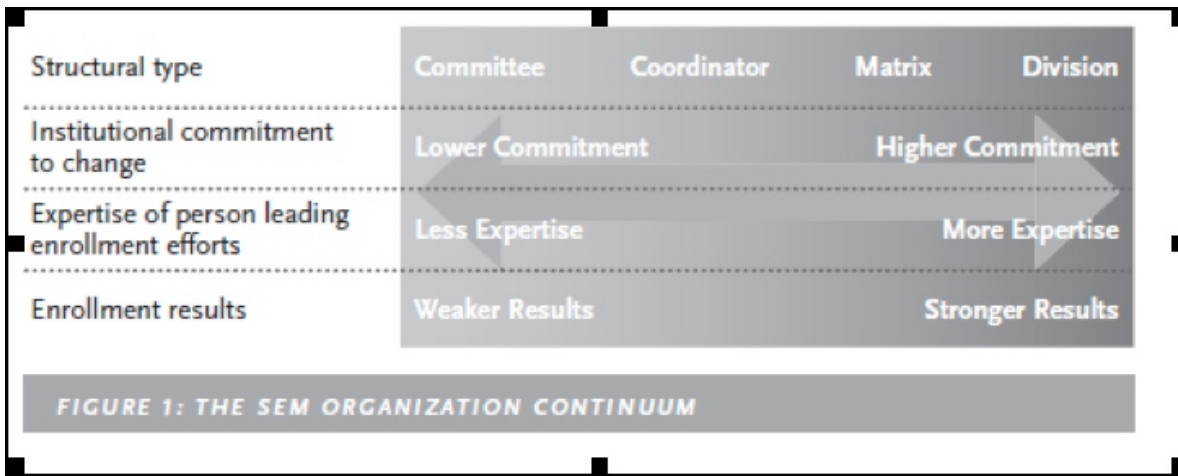 Structural type Committee Coordinator Matrix Division
Institutional commitment
to change Lower Commitment Higher Commitment
Expertise of person leading
enrollment efforts Less Expertise More Expertise
Enrollment results Weaker Results Stronger Results
FIGURE 1: THE SEM ORGANIZATION CONTINUUM